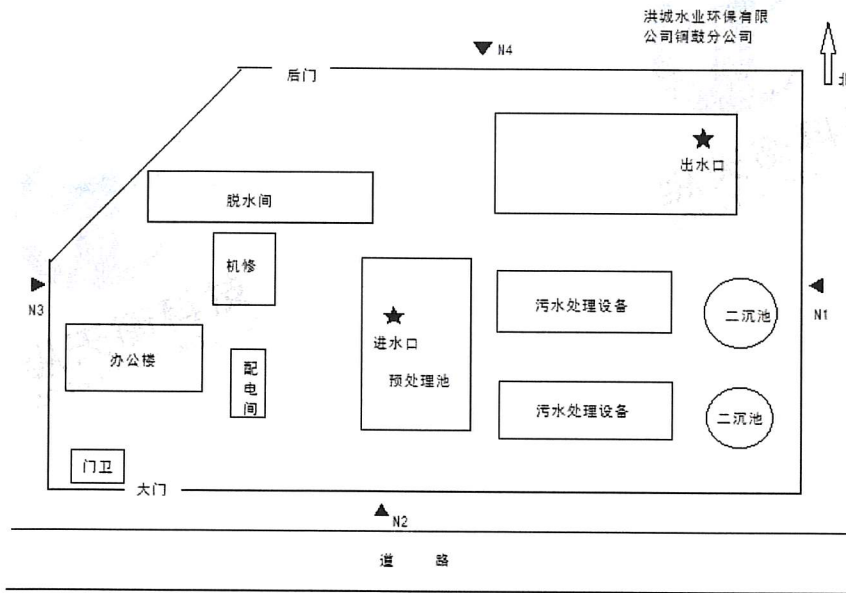 洪城水业环保有限
公司铜鼓分公司
N4
北
后门
出水口
脱水间
机修
N3
污水处理设备
二沉池
N1
进水口
办公楼
配电间
预处理池
污水处理设备
二沉池
门卫
大门
N2
道 路